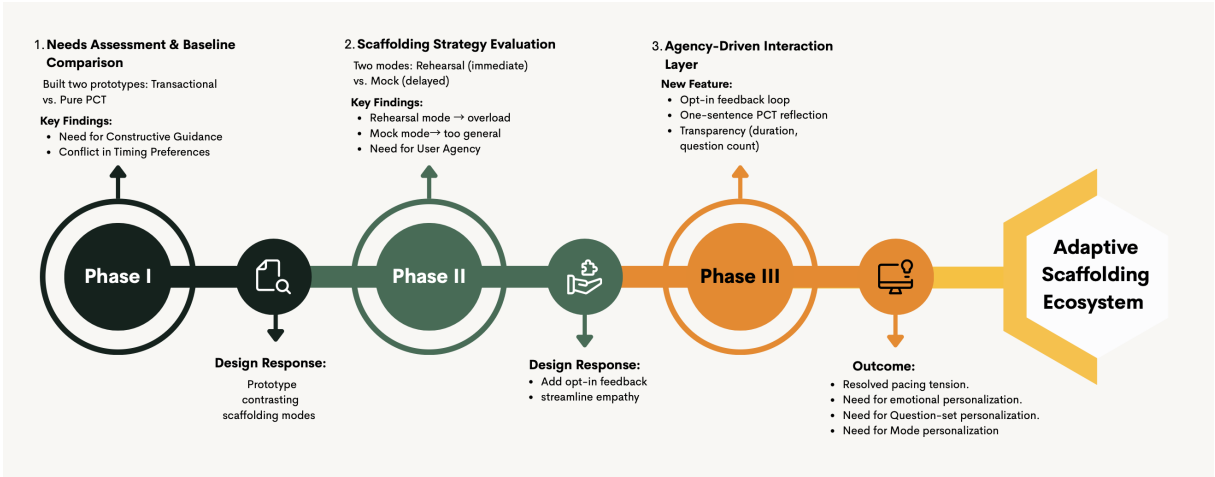 1. Needs Assessment & Baseline
Comparison
Built two prototypes: Transactional
vs. Pure PCT
Key Findings:
• Need for Constructive Guidance
• Conflict in Timing Preferences
Phase I
Design Response:
Prototype
contrasting
scaffolding modes
2. Scaffolding Strategy Evaluation
Two modes: Rehearsal (immediate)
vs. Mock (delayed)
Key Findings:
• Rehearsal mode → overload
• Mock mode→ too general
• Need for User Agency
Phase II
Design Response:
• Add opt-in feedback
• streamline empathy
3. Agency-Driven Interaction
Layer
New Feature:
• Opt-in feedback loop
• One-sentence PCT reflection
• Transparency (duration,
question count)
Phase III
Outcome:
• Resolved pacing tension.
• Need for emotional personalization.
• Need for Question-set personalization.
• Need for Mode personalization
Adaptive
Scaffolding
Ecosystem